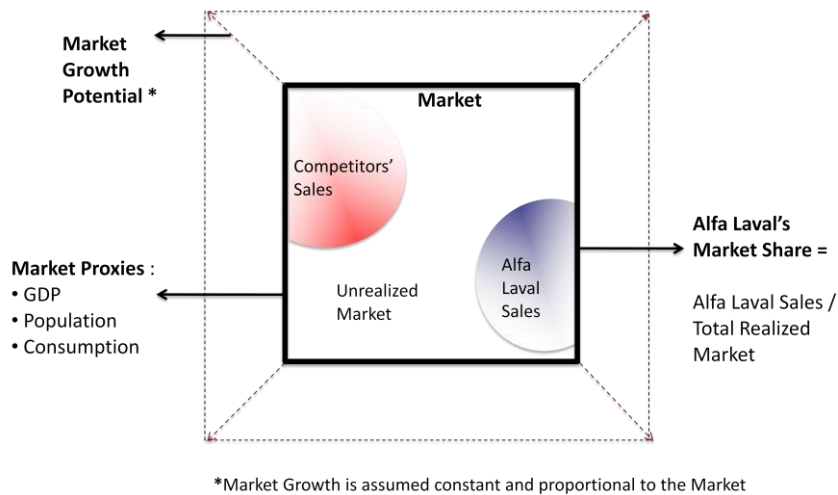 Market
Growth
Potential *
Market
Competitors'
Sales
Alfa Laval's
Market Share =
Alfa Laval Sales /
Total Realized
Market
Market Proxies :
• GDP
• Population
• Consumption
Unrealized
Market
Alfa
Laval
Sales
*Market Growth is assumed constant and proportional to the Market